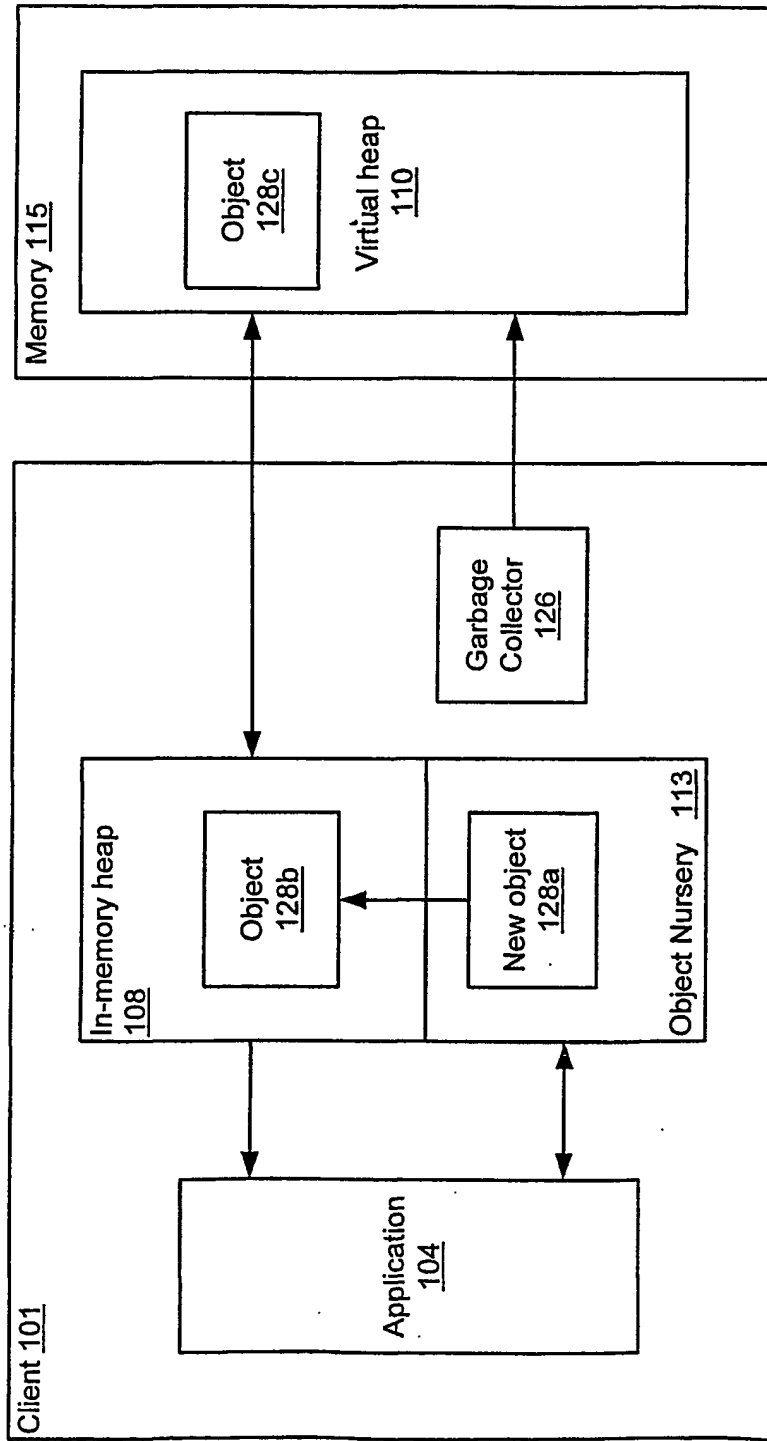 Client 101
Application
104
In-memory heap
108
Object
128b
New object
128a
Object Nursery 113
Garbage
Collector
126
Memory 115
Object
128c
Virtual heap
110